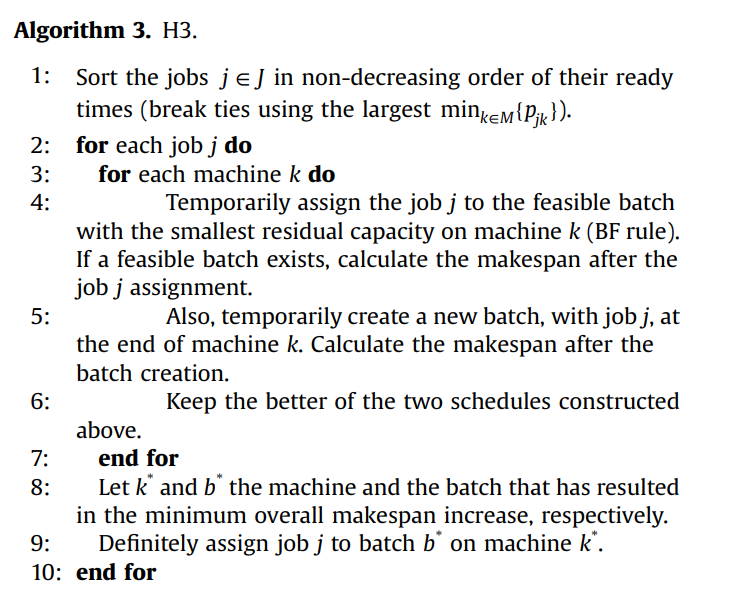 Algorithm 3. H3.
1: Sort the jobs j ∈ J in non-decreasing order of their ready
times (break ties using the largest min_{k∈M}{p_{jk}}).
2: for each job j do
3: for each machine k do
4: Temporarily assign the job j to the feasible batch
with the smallest residual capacity on machine k (BF rule).
If a feasible batch exists, calculate the makespan after the
job j assignment.
5: Also, temporarily create a new batch, with job j, at
the end of machine k. Calculate the makespan after the
batch creation.
6: Keep the better of the two schedules constructed
above.
7: end for
8: Let k* and b* the machine and the batch that has resulted
in the minimum overall makespan increase, respectively.
9: Definitely assign job j to batch b* on machine k*.
10: end for